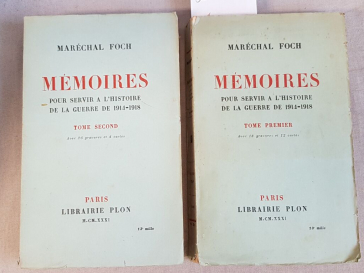 MARÉCHAL FOCH
MÉMOIRES
POUR SERVIR A L'HISTOIRE
DE LA GUERRE DE 1914-1918
TOME SECOND
PARIS
LIBRAIRIE PLON
M-CM-XXXI
MARÉCHAL FOCH
MÉMOIRES
POUR SERVIR A L'HISTOIRE
DE LA GUERRE DE 1914-1918
TOME PREMIER
PARIS
LIBRAIRIE PLON
M-CM-XXXI